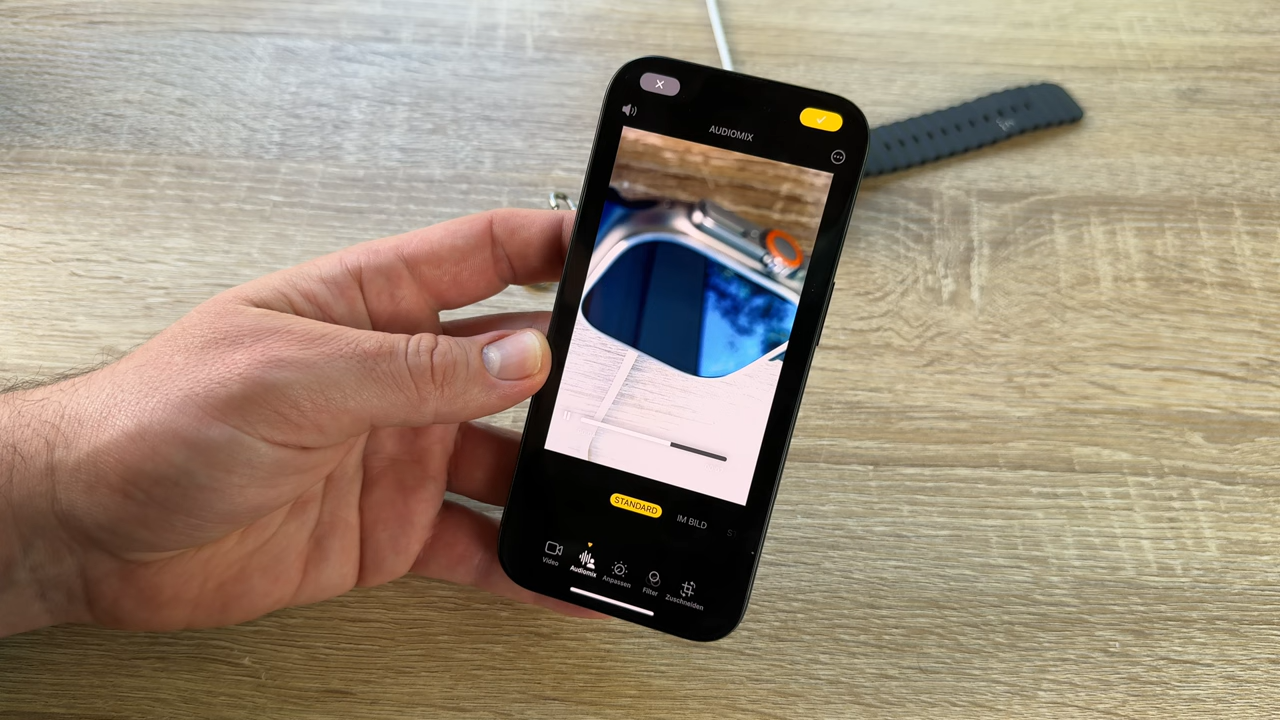 AUDIOMIX
STANDARD
IM BILD
Video
Audiomix
Anpassen
Filter
Zuschneiden